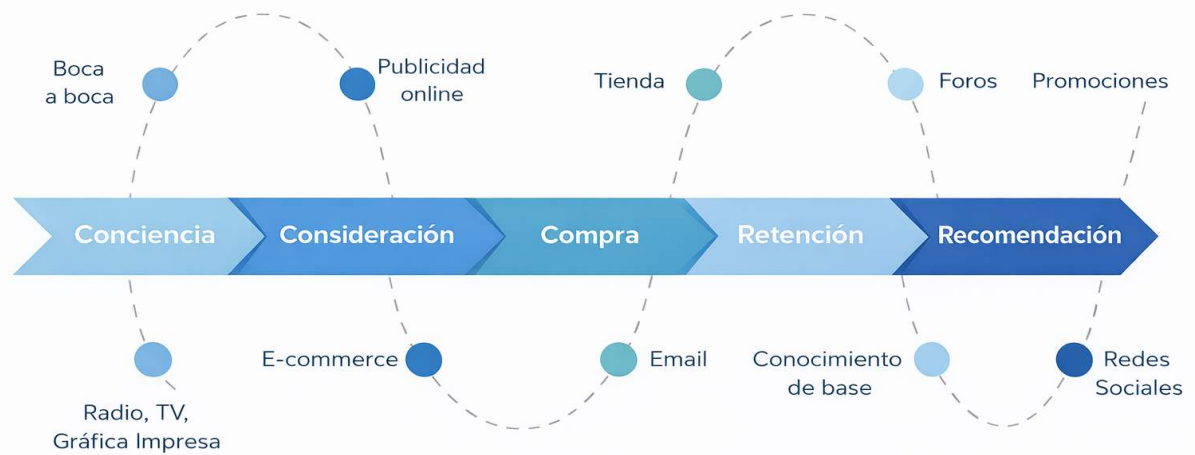 Boca
a boca
Publicidad
online
Tienda
Foros
Promociones
Conciencia
Consideración
Compra
Retención
Recomendación
Radio, TV,
Gráfica Impresa
E-commerce
Email
Conocimiento
de base
Redes
Sociales